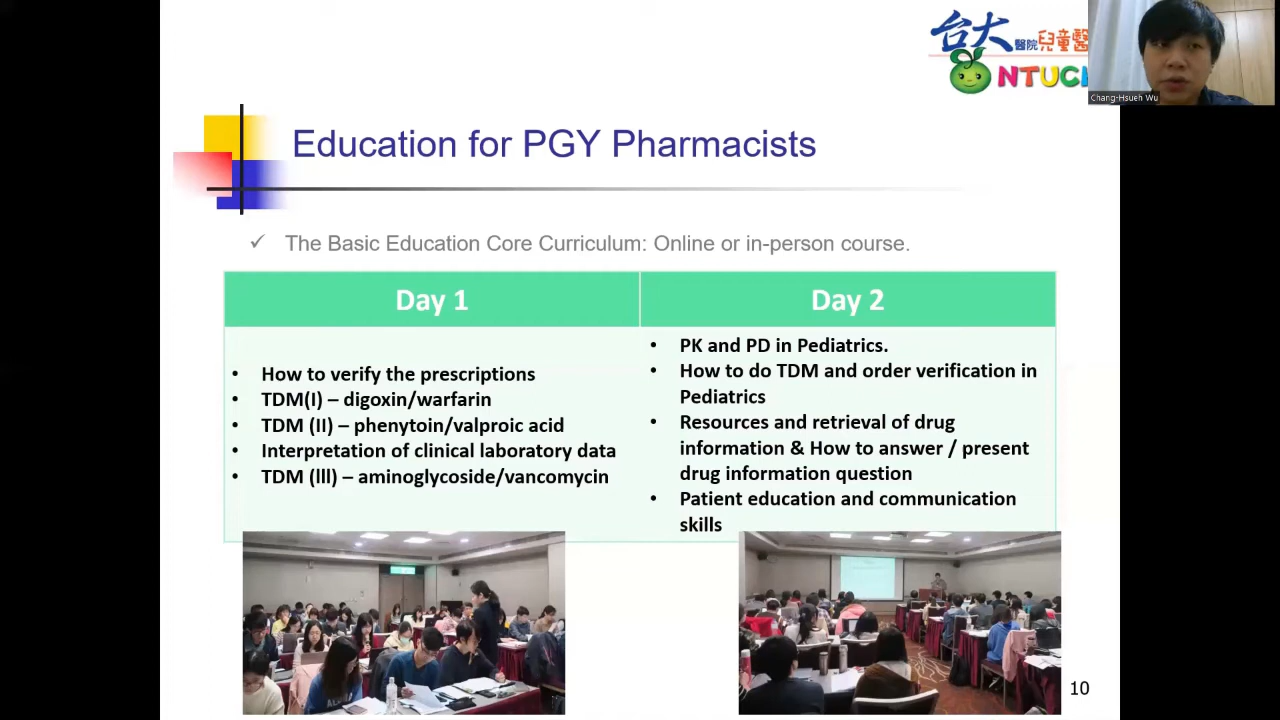 台大醫院兒童醫
NTUCH
Chang-Hsueh Wu
Education for PGY Pharmacists
✓ The Basic Education Core Curriculum: Online or in-person course.
Day 1
• How to verify the prescriptions
• TDM(I) – digoxin/warfarin
• TDM (II) – phenytoin/valproic acid
• Interpretation of clinical laboratory data
• TDM (lll) – aminoglycoside/vancomycin
Day 2
• PK and PD in Pediatrics.
• How to do TDM and order verification in
Pediatrics
• Resources and retrieval of drug
information & How to answer / present
drug information question
• Patient education and communication
skills
10